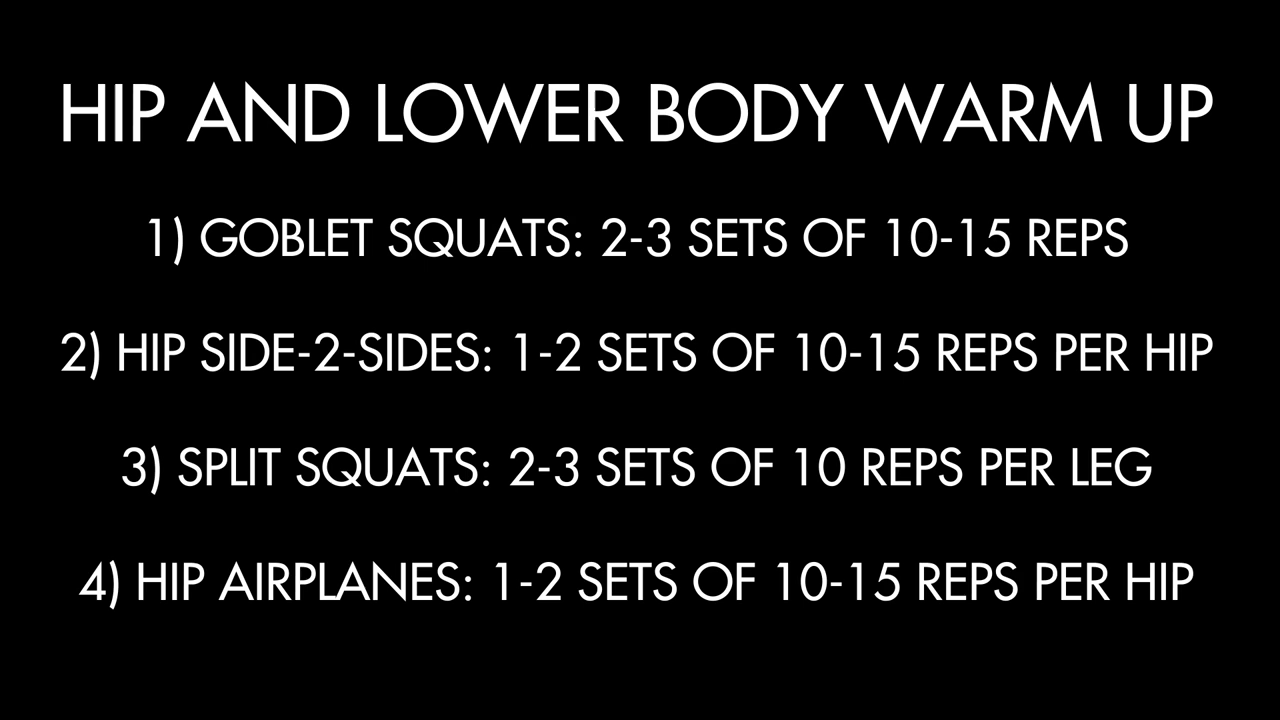 HIP AND LOWER BODY WARM UP
1) GOBLET SQUATS: 2-3 SETS OF 10-15 REPS
2) HIP SIDE-2-SIDES: 1-2 SETS OF 10-15 REPS PER HIP
3) SPLIT SQUATS: 2-3 SETS OF 10 REPS PER LEG
4) HIP AIRPLANES: 1-2 SETS OF 10-15 REPS PER HIP